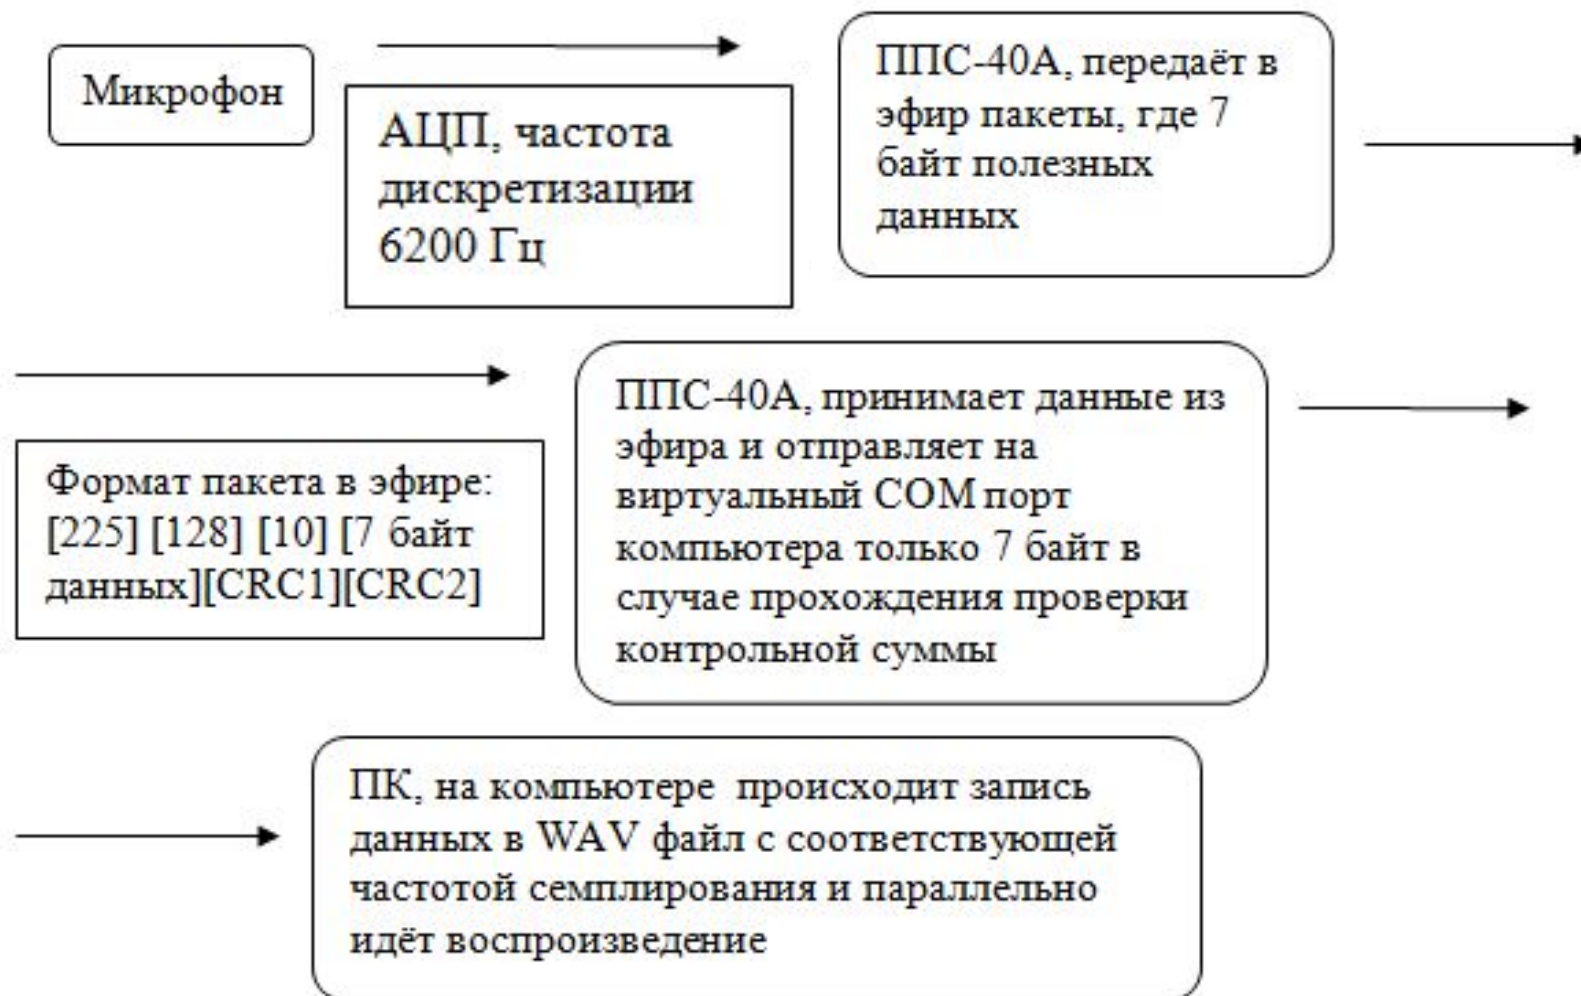 Микрофон
АЦП, частота
дискретизации
6200 Гц
ППС-40А, передаёт в
эфир пакеты, где 7
байт полезных
данных
Формат пакета в эфире:
[225] [128] [10] [7 байт
данных][CRC1][CRC2]
ППС-40А, принимает данные из
эфира и отправляет на
виртуальный COM порт
компьютера только 7 байт в
случае прохождения проверки
контрольной суммы
ПК, на компьютере происходит запись
данных в WAV файл с соответствующей
частотой семплирования и параллельно
идёт воспроизведение